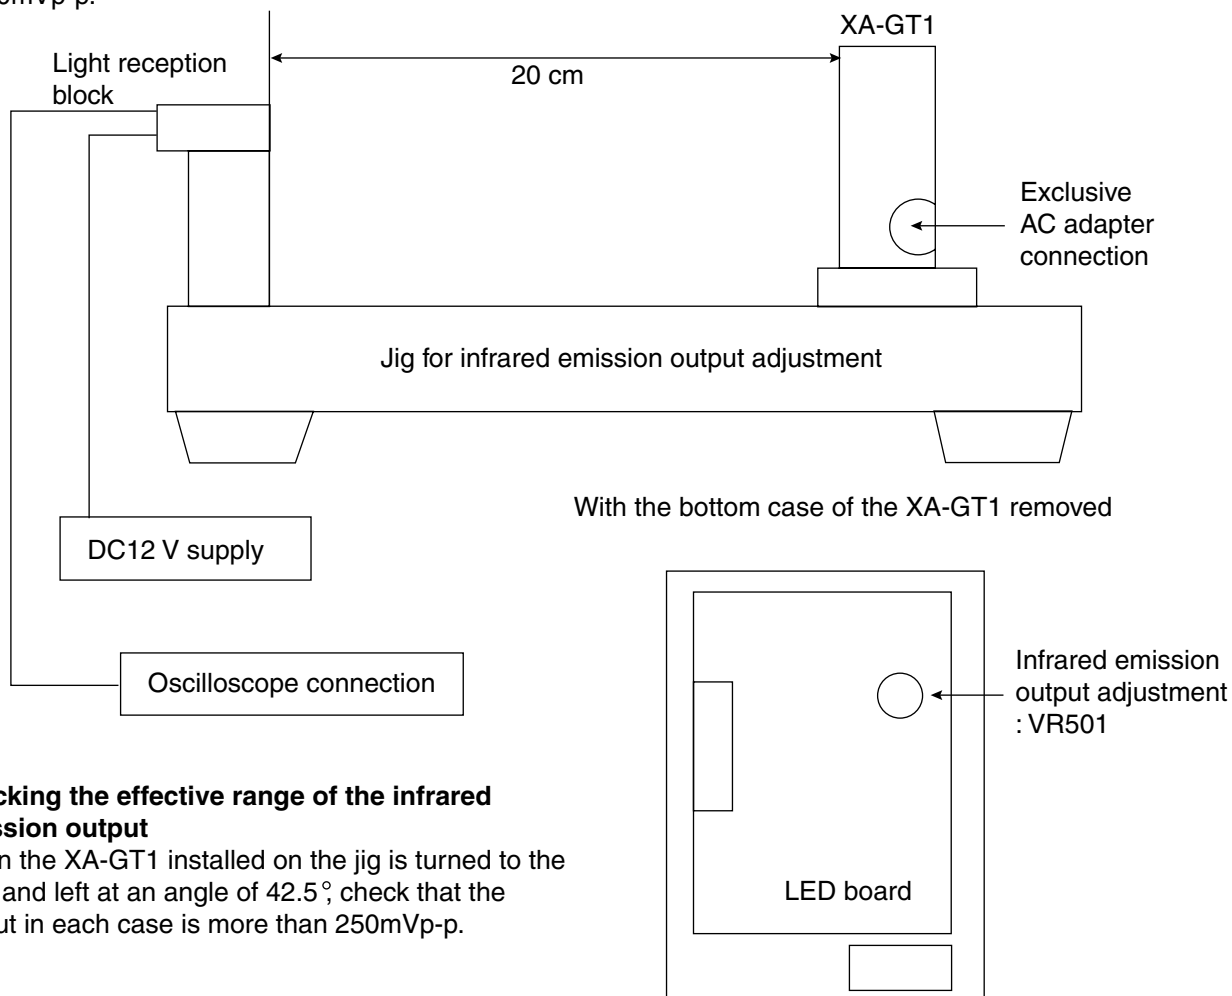 0mVp-p.
XA-GT1
Light reception
block
20 cm
Exclusive
AC adapter
connection
Jig for infrared emission output adjustment
With the bottom case of the XA-GT1 removed
DC12 V supply
Oscilloscope connection
Infrared emission
output adjustment
: VR501
LED board
cking the effective range of the infrared
ssion output
n the XA-GT1 installed on the jig is turned to the
and left at an angle of 42.5°, check that the
ut in each case is more than 250mVp-p.